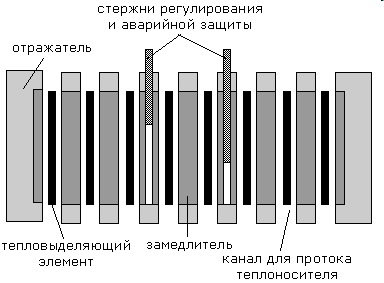 стержни регулирования
и аварийной защиты
отражатель
тепловыделяющий
элемент
замедлитель
канал для протока
теплоносителя